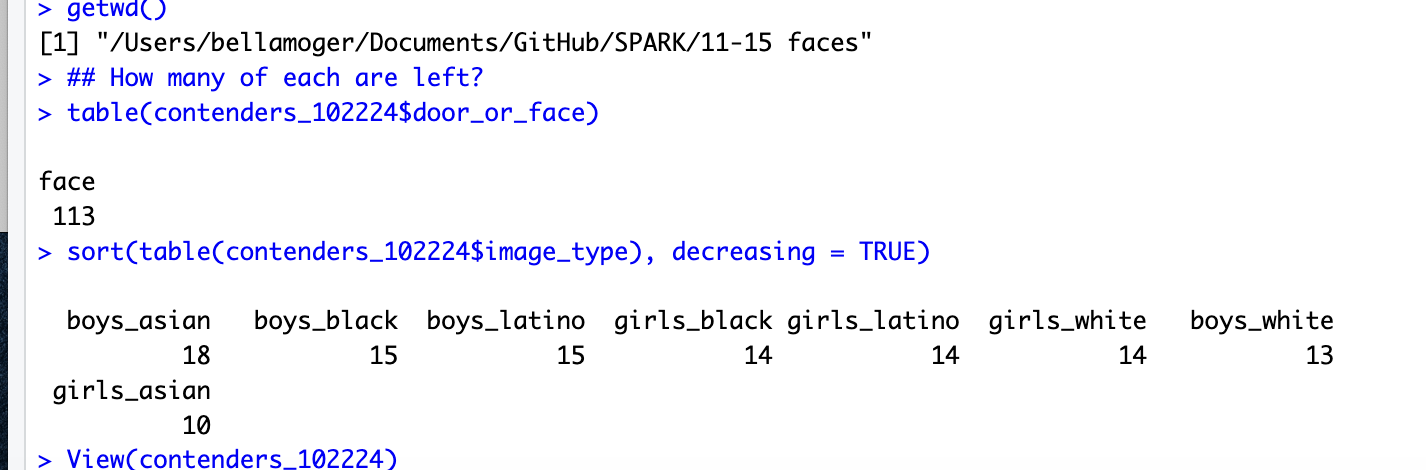 > getwd()
[1] "/Users/bellamoger/Documents/GitHub/SPARK/11-15 faces"
> ## How many of each are left?
> table(contenders_102224$door_or_face)
face
113
> sort(table(contenders_102224$image_type), decreasing = TRUE)
boys_asian boys_black boys_latino girls_black girls_latino girls_white boys_white
18 15 15 14 14 14 13
girls_asian
10
> View(contenders_102224)